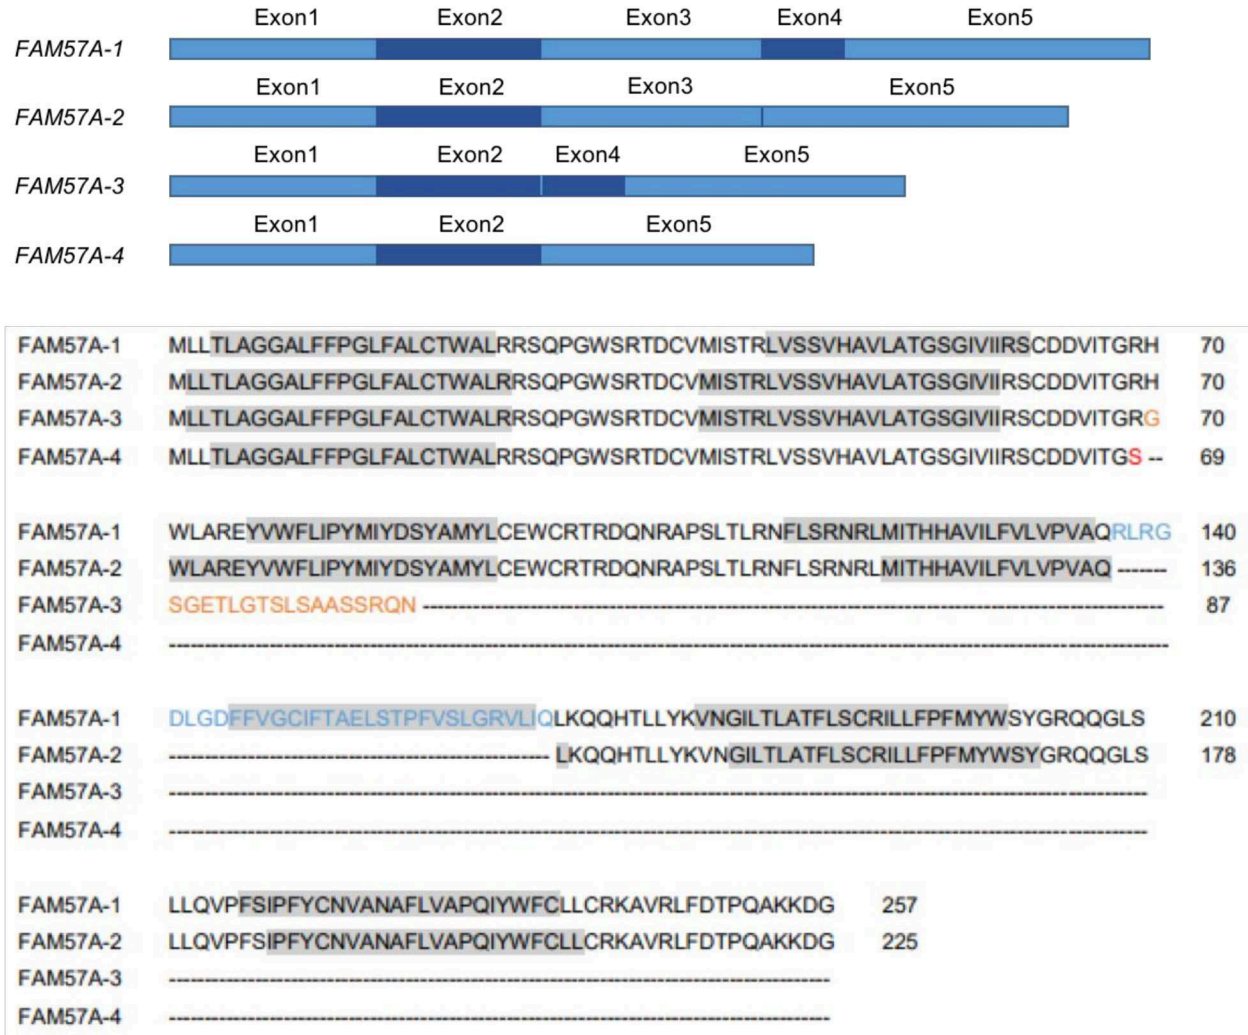 Exon1 Exon2 Exon3 Exon4 Exon5
FAM57A-1
Exon1 Exon2 Exon3 Exon5
FAM57A-2
Exon1 Exon2 Exon4 Exon5
FAM57A-3
Exon1 Exon2 Exon5
FAM57A-4
FAM57A-1 MLLTLAGGALFFPGLFALCTWALRRSQPGWSRTDCVMISTRLVSSVHAVLATGSGIVIIRSCDDVITGRH 70
FAM57A-2 MLLTLAGGALFFPGLFALCTWALRRSQPGWSRTDCVMISTRLVSSVHAVLATGSGIVIIRSCDDVITGRH 70
FAM57A-3 MLLTLAGGALFFPGLFALCTWALRRSQPGWSRTDCVMISTRLVSSVHAVLATGSGIVIIRSCDDVITGRG 70
FAM57A-4 MLLTLAGGALFFPGLFALCTWALRRSQPGWSRTDCVMISTRLVSSVHAVLATGSGIVIIRSCDDVITGS -- 69
FAM57A-1 WLAREYVWFLIPYMIYDSYAMYLCEWCRTRDQNRAPSLTLRNFLSRNRLMITHHAVILFVLVPVAQRLRG 140
FAM57A-2 WLAREYVWFLIPYMIYDSYAMYLCEWCRTRDQNRAPSLTLRNFLSRNRLMITHHAVILFVLVPVAQ ------- 136
FAM57A-3 SGETLGTSLSAASSRQN ---------------------------------------- 87
FAM57A-4 ----------------------------------------
FAM57A-1 DLGDFFVGCIFTAELSTPFVSLGRVLIQLKQQHTLLYKVNGILTLATFLSCRILLFPFMYWSYGRQQGLS 210
FAM57A-2 ---------------------------------------- LKQQHTLLYKVNGILTLATFLSCRILLFPFMYWSYGRQQGLS 178
FAM57A-3 ----------------------------------------
FAM57A-4 ----------------------------------------
FAM57A-1 LLQVPFSIPFYCNVANAFLVAPQIYWFCLLCRKAVRLFDTPQAKKDG 257
FAM57A-2 LLQVPFSIPFYCNVANAFLVAPQIYWFCLLCRKAVRLFDTPQAKKDG 225
FAM57A-3 ----------------------------------------
FAM57A-4 ----------------------------------------